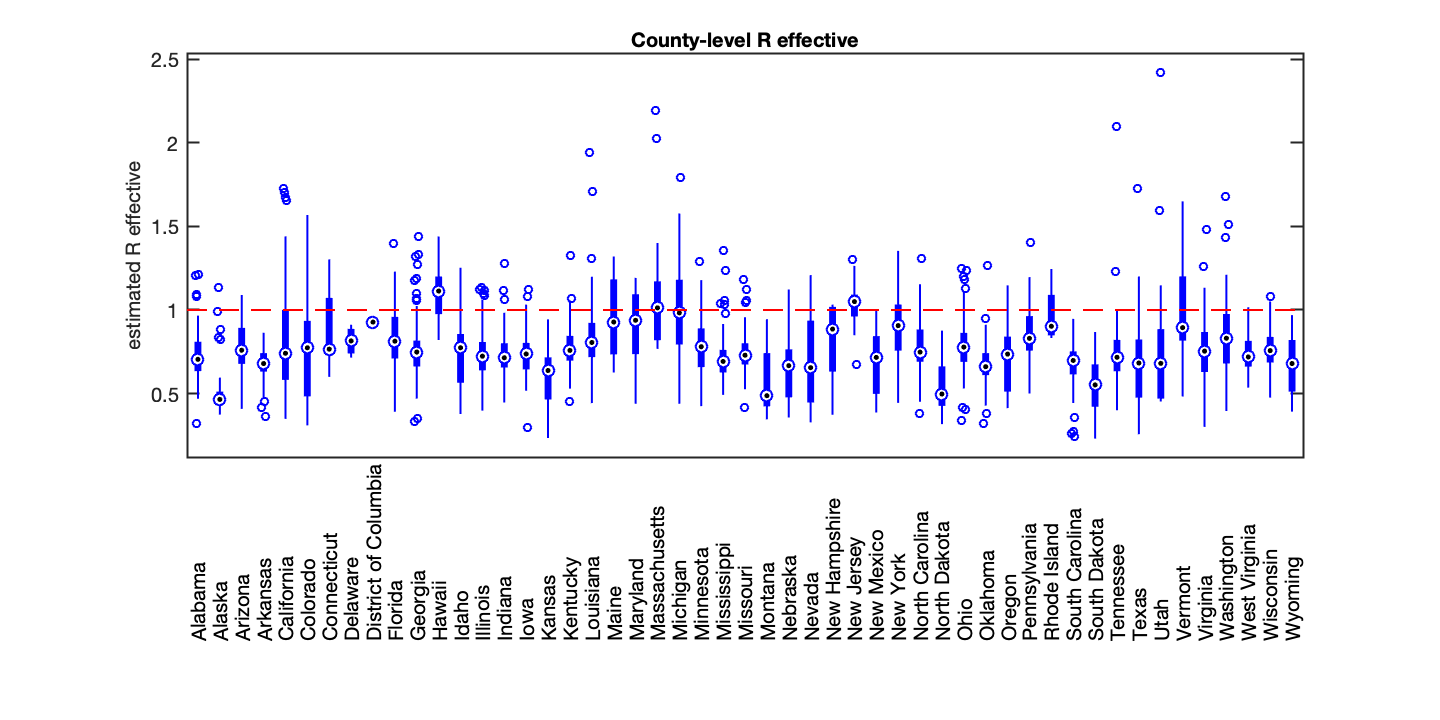 County-level R effective
estimated R effective
2.5
2
1.5
1
0.5
Alabama
Alaska
Arizona
Arkansas
California
Colorado
Connecticut
Delaware
District of Columbia
Florida
Georgia
Hawaii
Idaho
Illinois
Indiana
Iowa
Kansas
Kentucky
Louisiana
Maine
Maryland
Massachusetts
Michigan
Minnesota
Mississippi
Missouri
Montana
Nebraska
Nevada
New Hampshire
New Jersey
New Mexico
New York
North Carolina
North Dakota
Ohio
Oklahoma
Oregon
Pennsylvania
Rhode Island
South Carolina
South Dakota
Tennessee
Texas
Utah
Vermont
Virginia
Washington
West Virginia
Wisconsin
Wyoming